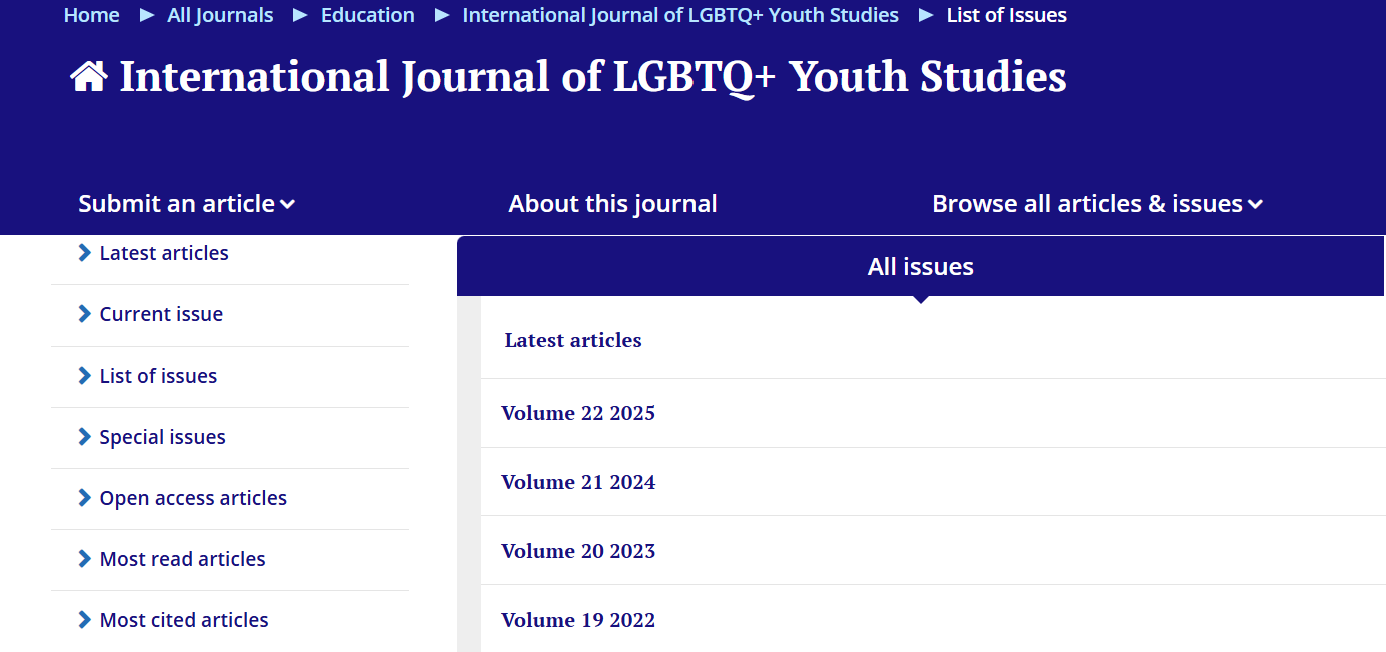 Home All Journals Education International Journal of LGBTQ+ Youth Studies List of Issues
International Journal of LGBTQ+ Youth Studies
Submit an article About this journal Browse all articles & issues
Latest articles
Current issue
List of issues
Special issues
Open access articles
Most read articles
Most cited articles
All issues
Latest articles
Volume 22 2025
Volume 21 2024
Volume 20 2023
Volume 19 2022